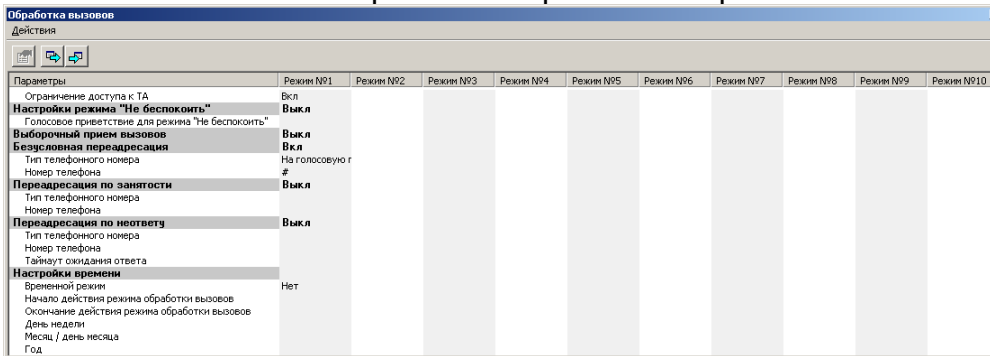 Обработка вызовов
Действия
Параметры Режим №1 Режим №2 Режим №3 Режим №4 Режим №5 Режим №6 Режим №7 Режим №8 Режим №9 Режим №10
Ограничение доступа к ТА Вкл
Настройки режима "Не беспокоить" Выкл
Голосовое приветствие для режима "Не беспокоить"
Выборочный прием вызовов Выкл
Безусловная переадресация Вкл
Тип телефонного номера На голосовую п
Номер телефона #
Переадресация по занятости Выкл
Тип телефонного номера
Номер телефона
Переадресация по неответу Выкл
Тип телефонного номера
Номер телефона
Таймаут ожидания ответа
Настройки времени
Временной режим Нет
Начало действия режима обработки вызовов
Окончание действия режима обработки вызовов
День недели
Месяц / день месяца
Год